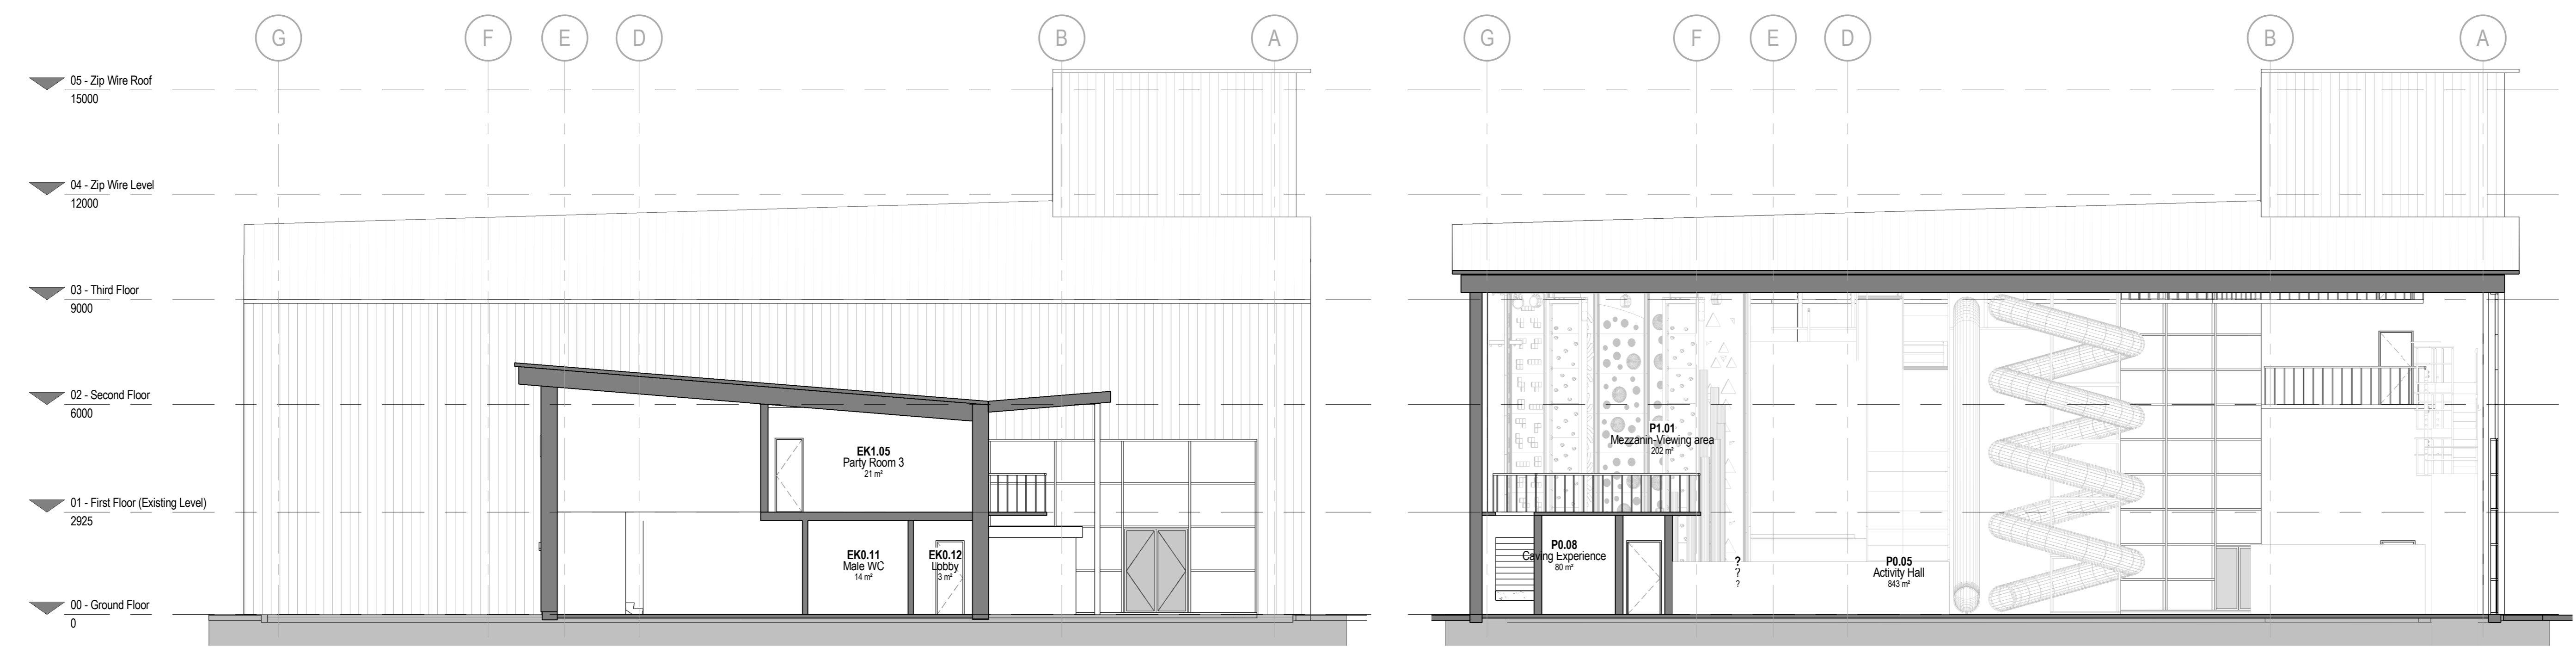 G F E D B A G F E D B A
05 - Zip Wire Roof
15000
04 - Zip Wire Level
12000
03 - Third Floor
9000
02 - Second Floor
6000
01 - First Floor (Existing Level)
2925
00 - Ground Floor
0
EK1.05
Party Room 3
21 m²
EK0.11
Male WC
14 m²
EK0.12
Lobby
3 m²
P1.01
Mezzanin-Viewing area
202 m²
P0.08
Caving Experience
80 m²
?
?
?
P0.05
Activity Hall
843 m²